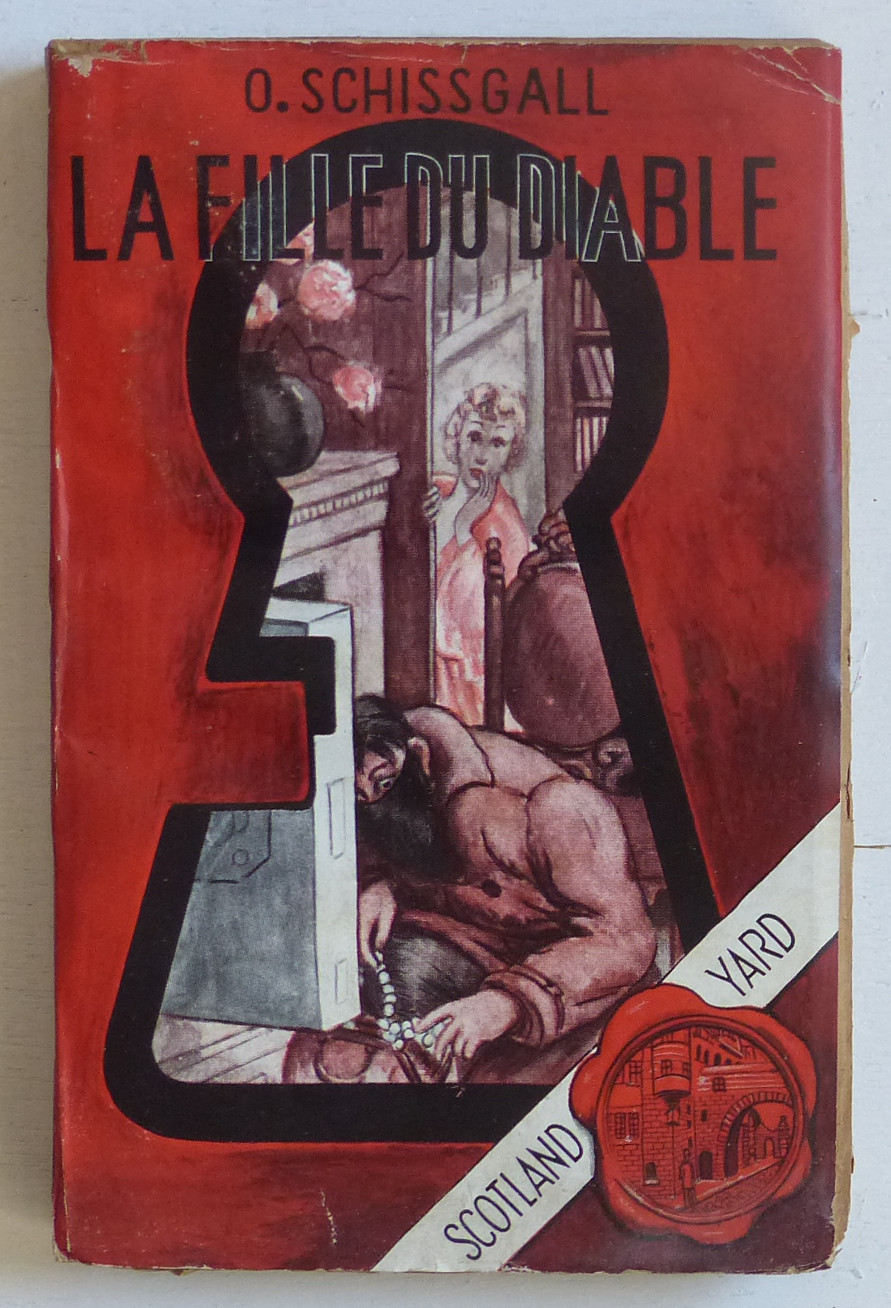 O. SCHISSGALL
LA FILLE DU DIABLE
SCOTLAND YARD